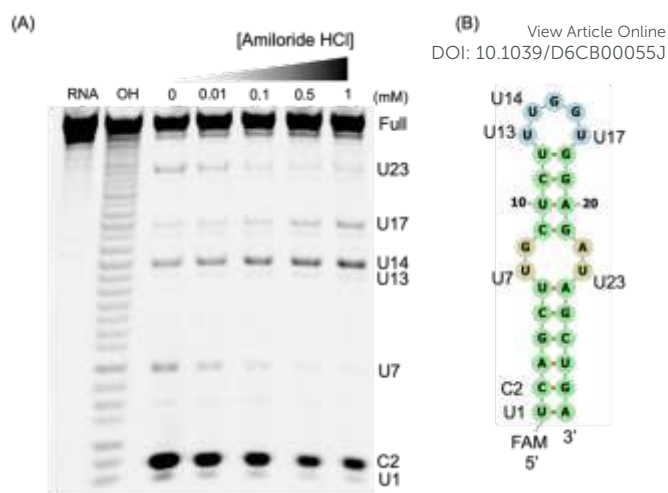 (A)
[Amiloride HCl]
RNA OH 0 0.01 0.1 0.5 1 (mM)
Full
U23
U17
U14
U13
U7
C2
U1
(B)
View Article Online
DOI: 10.1039/D6CB00055J
U14 U G G
U13 U U U17
U G
C G
10 U A 20
C G
G A
U7 U U U23
U A
C G
G C
A U
C2 C G
U1 U A
FAM 3'
5'